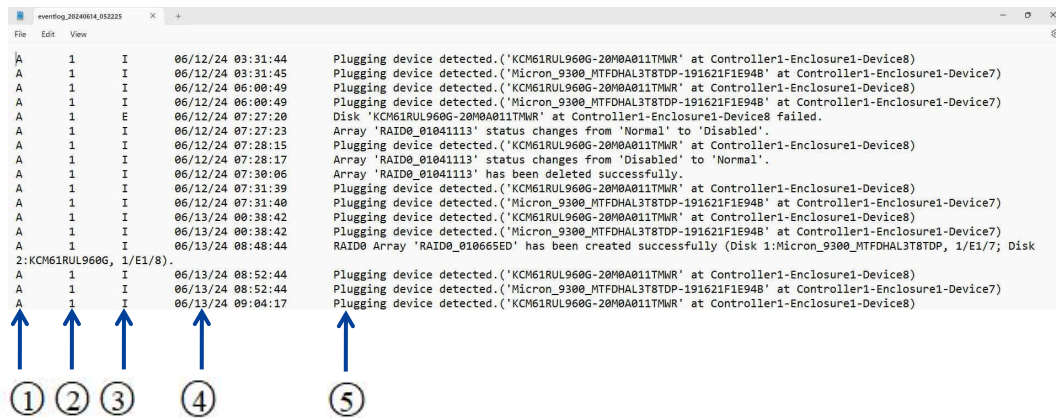 eventlog_20240614_052225 × +
File Edit View
A 1 I 06/12/24 03:31:44 Plugging device detected.('KCM61RUL960G-20M0A011TMWR' at Controller1-Enclosure1-Device8)
A 1 I 06/12/24 03:31:45 Plugging device detected.('Micron_9300_MTFDHAL3T8TDP-191621F1E94B' at Controller1-Enclosure1-Device7)
A 1 I 06/12/24 06:00:49 Plugging device detected.('KCM61RUL960G-20M0A011TMWR' at Controller1-Enclosure1-Device8)
A 1 I 06/12/24 06:00:49 Plugging device detected.('Micron_9300_MTFDHAL3T8TDP-191621F1E94B' at Controller1-Enclosure1-Device7)
A 1 E 06/12/24 07:27:20 Disk 'KCM61RUL960G-20M0A011TMWR' at Controller1-Enclosure1-Device8 failed.
A 1 I 06/12/24 07:27:23 Array 'RAID0_01041113' status changes from 'Normal' to 'Disabled'.
A 1 I 06/12/24 07:28:15 Plugging device detected.('KCM61RUL960G-20M0A011TMWR' at Controller1-Enclosure1-Device8)
A 1 I 06/12/24 07:28:17 Array 'RAID0_01041113' status changes from 'Disabled' to 'Normal'.
A 1 I 06/12/24 07:30:06 Array 'RAID0_01041113' has been deleted successfully.
A 1 I 06/12/24 07:31:39 Plugging device detected.('KCM61RUL960G-20M0A011TMWR' at Controller1-Enclosure1-Device8)
A 1 I 06/12/24 07:31:40 Plugging device detected.('Micron_9300_MTFDHAL3T8TDP-191621F1E94B' at Controller1-Enclosure1-Device7)
A 1 I 06/13/24 00:38:42 Plugging device detected.('KCM61RUL960G-20M0A011TMWR' at Controller1-Enclosure1-Device8)
A 1 I 06/13/24 00:38:42 Plugging device detected.('Micron_9300_MTFDHAL3T8TDP-191621F1E94B' at Controller1-Enclosure1-Device7)
A 1 I 06/13/24 08:48:44 RAID0 Array 'RAID0_010665ED' has been created successfully (Disk 1:Micron_9300_MTFDHAL3T8TDP, 1/E1/7; Disk
2:KCM61RUL960G, 1/E1/8).
A 1 I 06/13/24 08:52:44 Plugging device detected.('KCM61RUL960G-20M0A011TMWR' at Controller1-Enclosure1-Device8)
A 1 I 06/13/24 08:52:44 Plugging device detected.('Micron_9300_MTFDHAL3T8TDP-191621F1E94B' at Controller1-Enclosure1-Device7)
A 1 I 06/13/24 09:04:17 Plugging device detected.('KCM61RUL960G-20M0A011TMWR' at Controller1-Enclosure1-Device8)
① ② ③ ④ ⑤